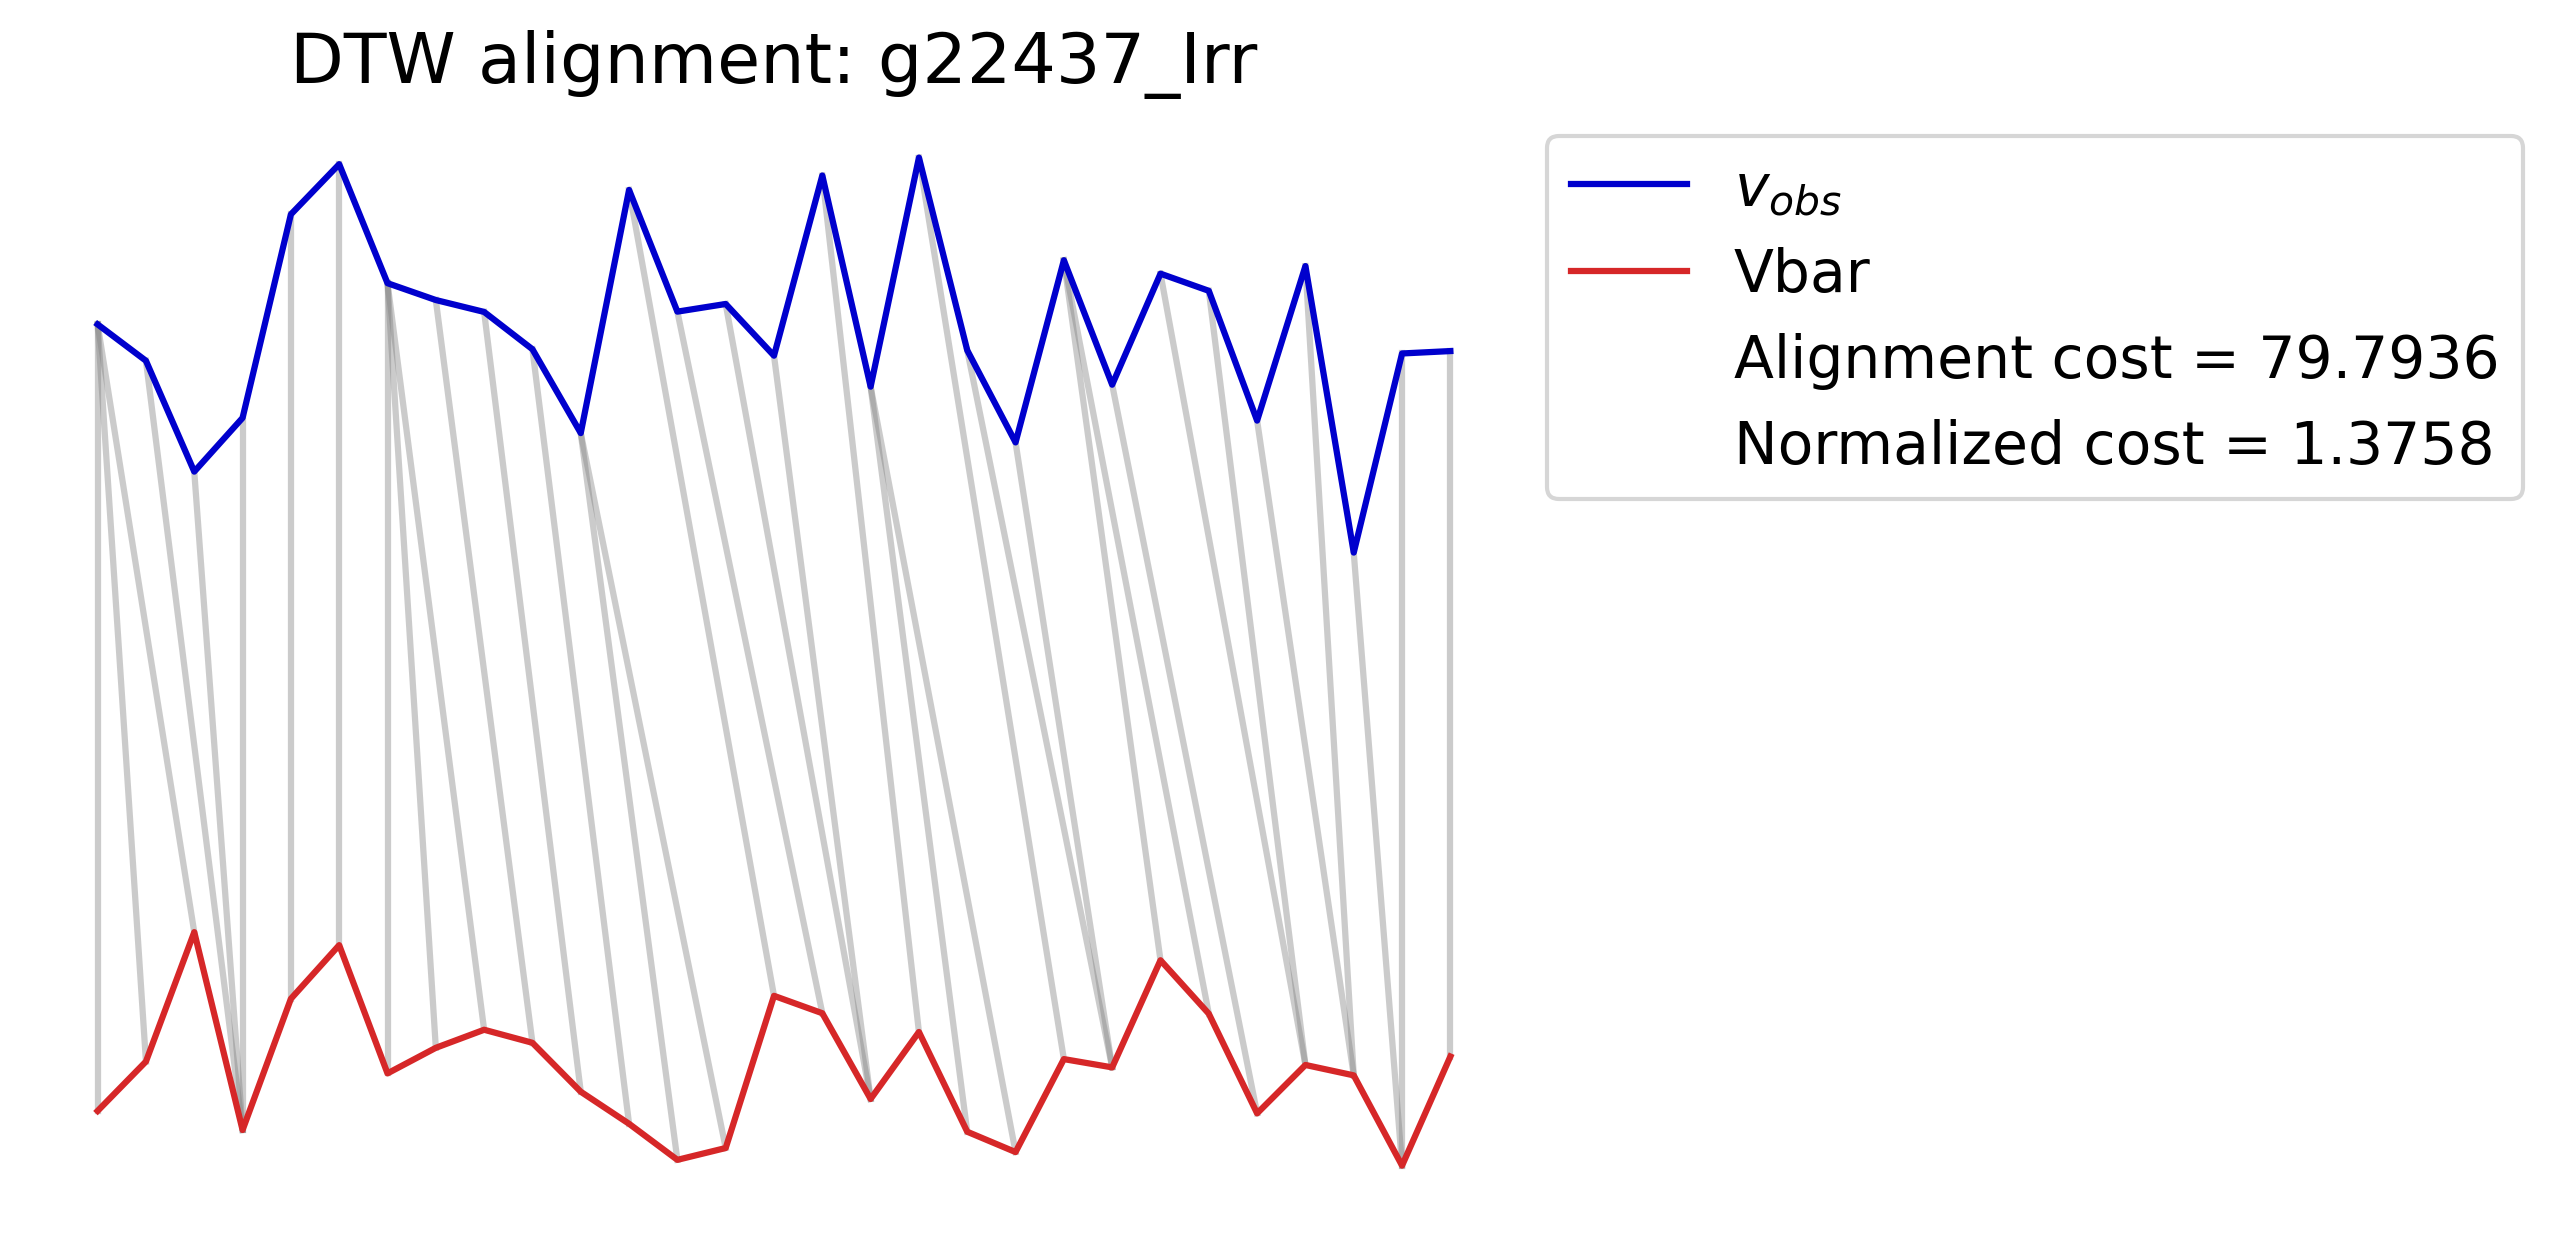 DTW alignment: g22437_Irr
v_obs
Vbar
Alignment cost = 79.7936
Normalized cost = 1.3758